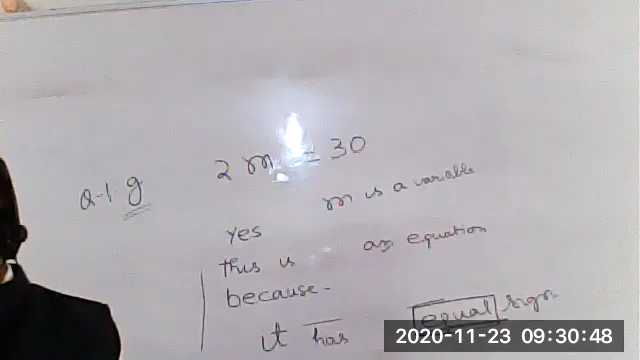 Q-1 g 2 m = 30
m is a variable
yes
this is an equation
because-
it has equal sign
2020-11-23 09:30:48